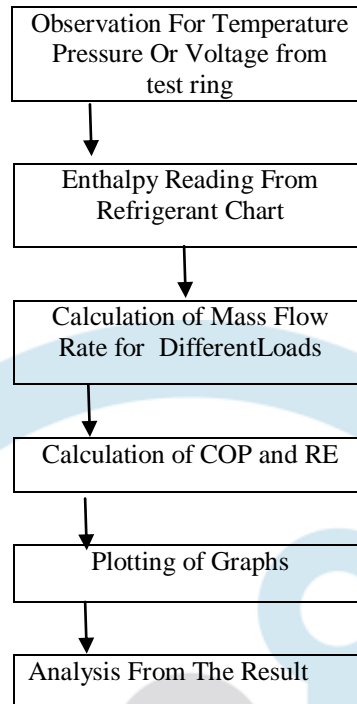 Observation For Temperature
Pressure Or Voltage from
test ring
Enthalpy Reading From
Refrigerant Chart
Calculation of Mass Flow
Rate for DifferentLoads
Calculation of COP and RE
Plotting of Graphs
Analysis From The Result